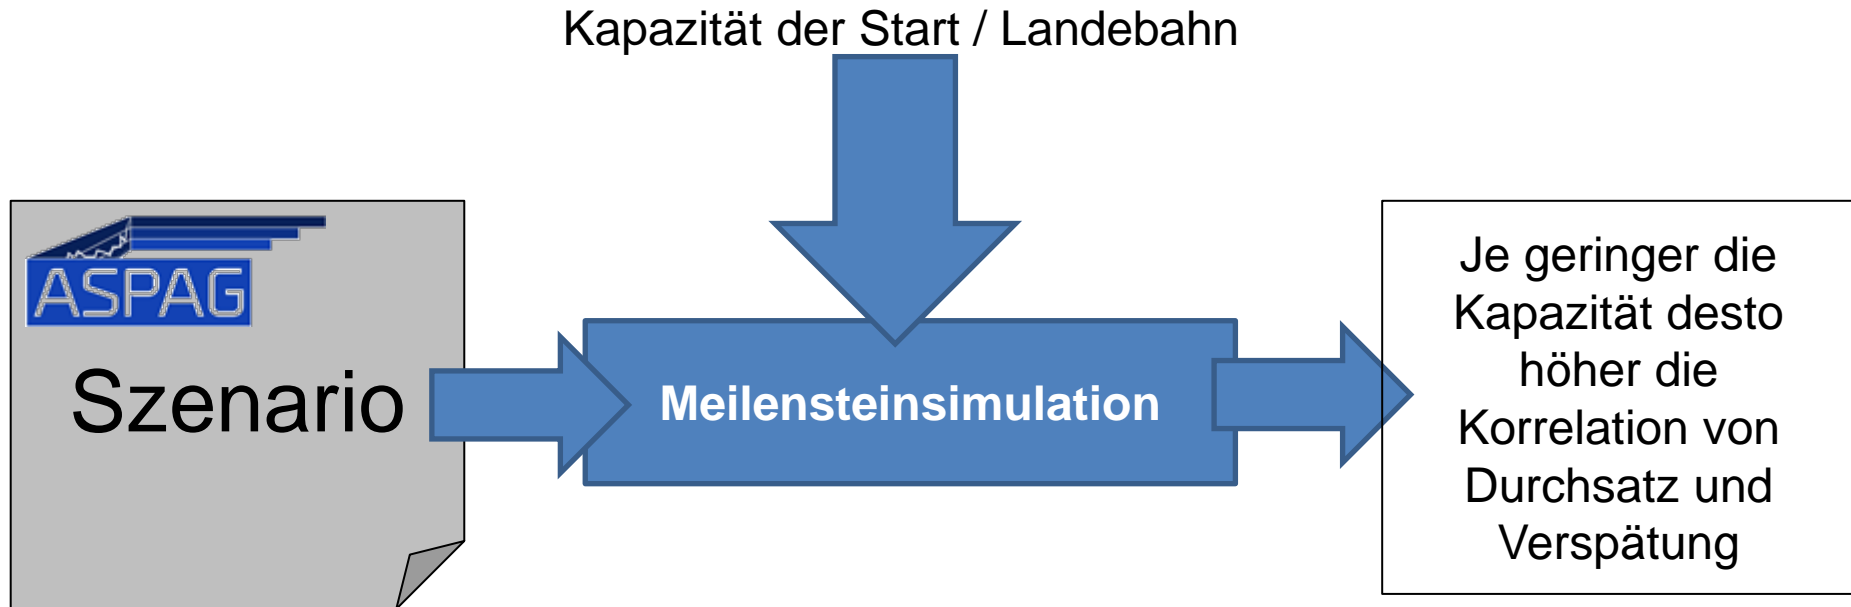 Kapazität der Start / Landebahn
ASPAG
Szenario
Meilensteinsimulation
Je geringer die
Kapazität desto
höher die
Korrelation von
Durchsatz und
Verspätung